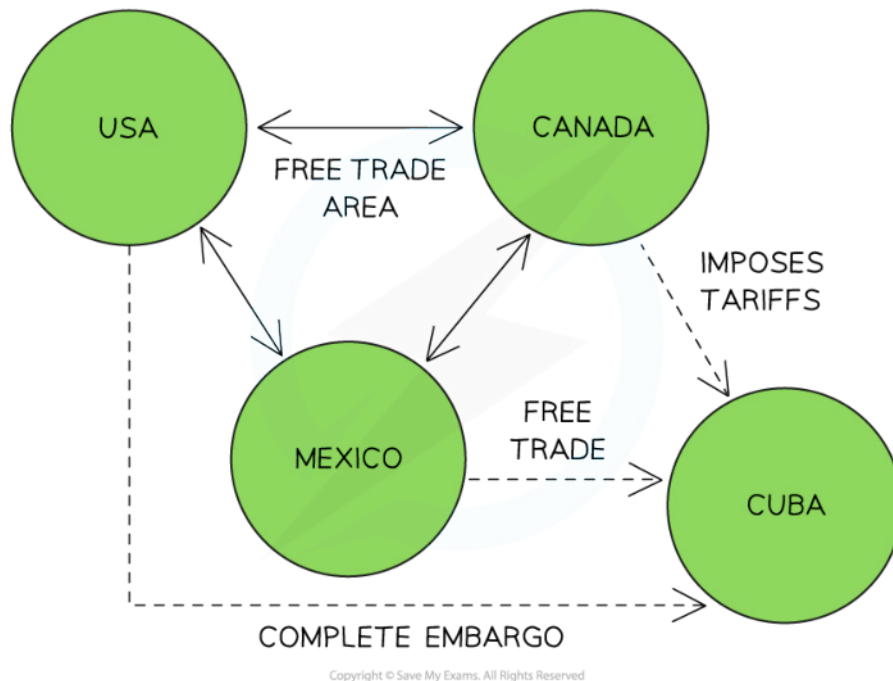 USA
CANADA
FREE TRADE
AREA
IMPOSES
TARIFFS
MEXICO
FREE
TRADE
CUBA
COMPLETE EMBARGO
Copyright © Save My Exams. All Rights Reserved